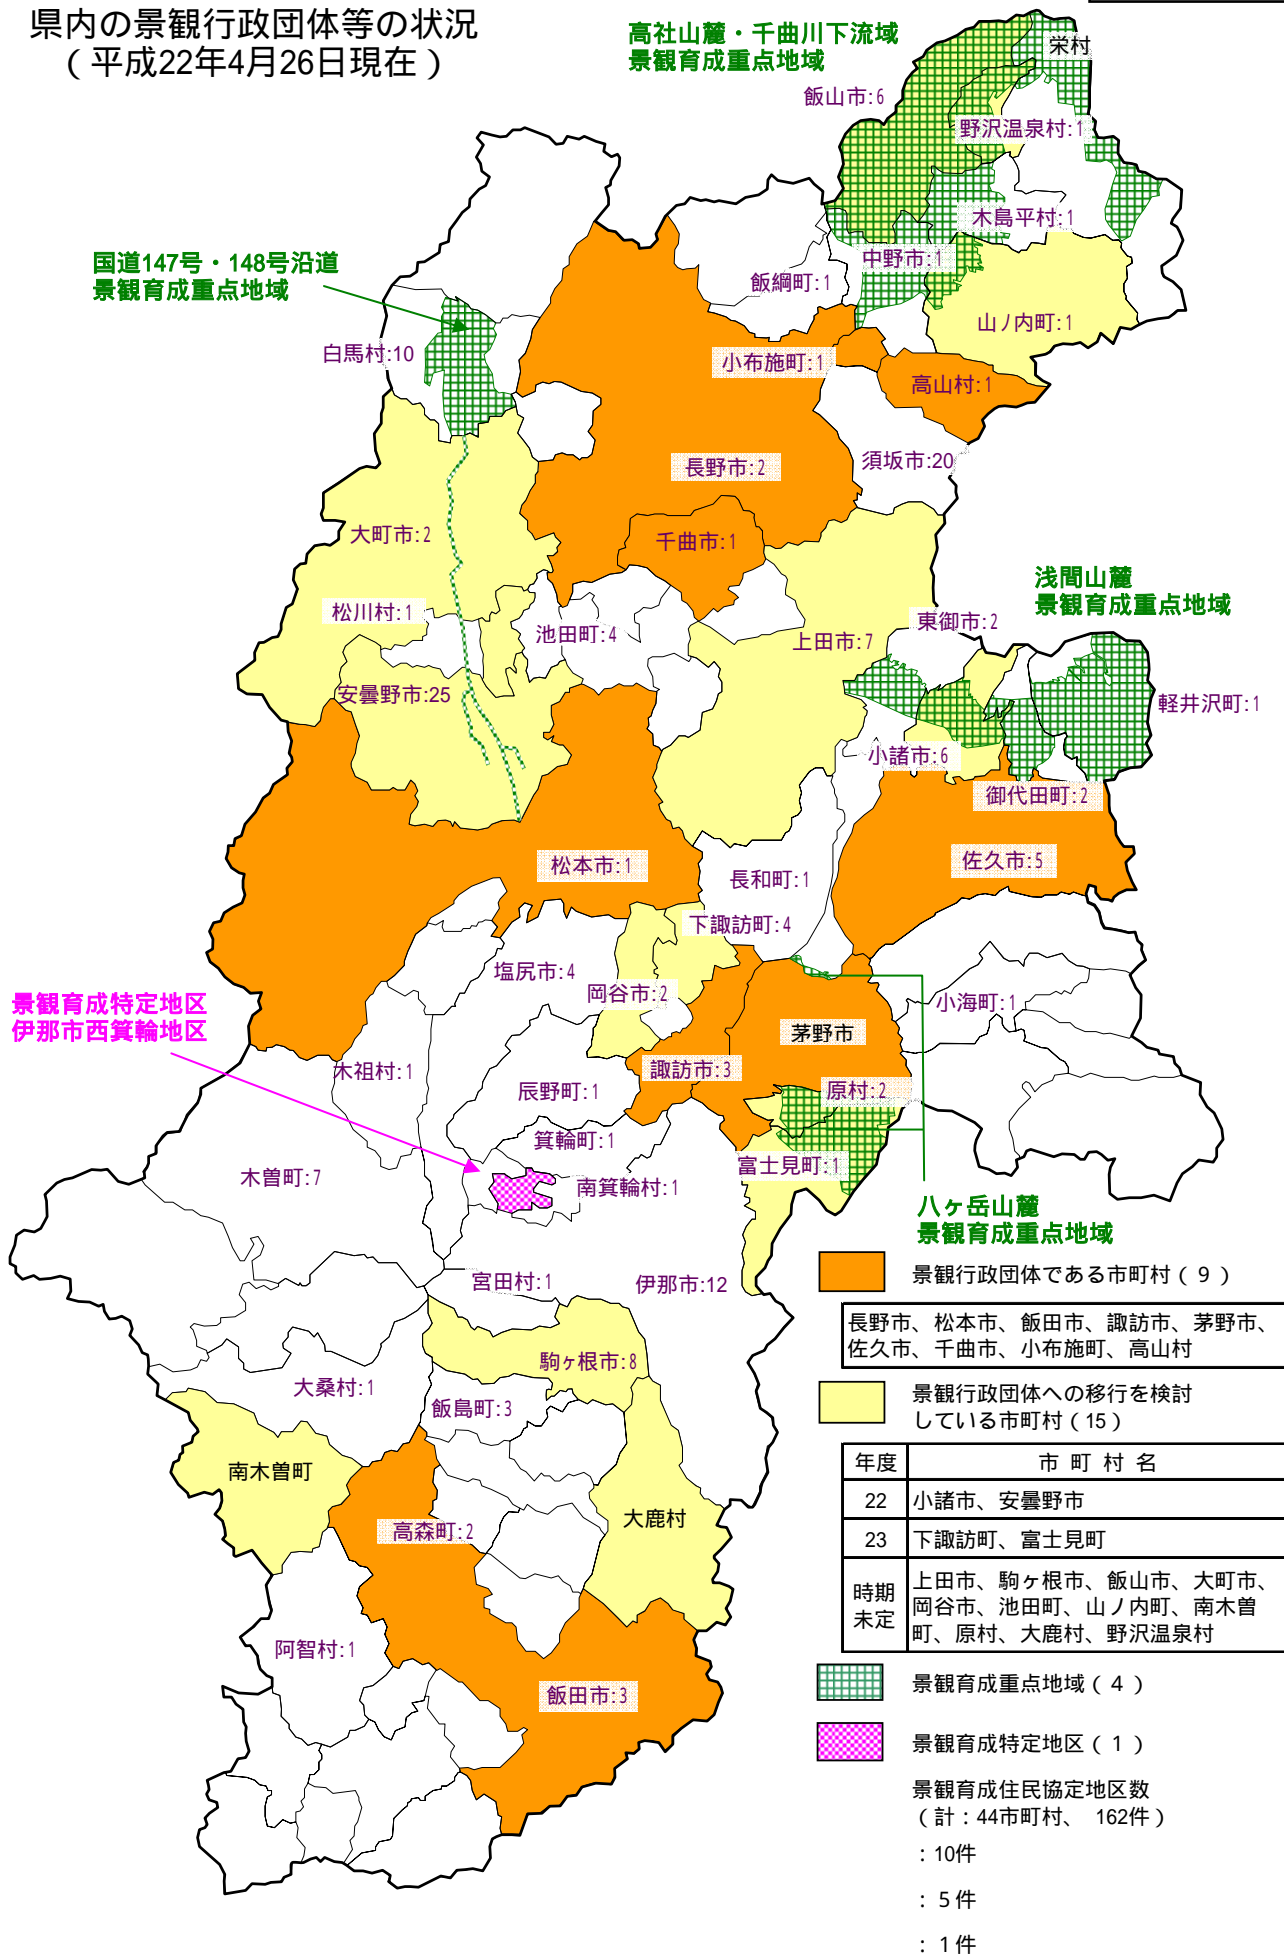 県内の景観行政団体等の状況
（平成22年4月26日現在）
高社山麓・千曲川下流域
景観育成重点地域
栄村
飯山市:6
野沢温泉村:1
木島平村:1
国道147号・148号沿道
景観育成重点地域
中野市:1
飯綱町:1
山ノ内町:1
白馬村:10
小布施町:1
高山村:1
長野市:2
須坂市:20
大町市:2
千曲市:1
浅間山麓
景観育成重点地域
松川村:1
池田町:4
上田市:7
東御市:2
安曇野市:25
軽井沢町:1
小諸市:6
御代田町:2
松本市:1
長和町:1
佐久市:5
下諏訪町:4
塩尻市:4
岡谷市:2
小海町:1
景観育成特定地区
伊那市西箕輪地区
茅野市
木祖村:1
諏訪市:3
辰野町:1
原村:2
箕輪町:1
木曽町:7
南箕輪村:1
富士見町:1
八ヶ岳山麓
景観育成重点地域
宮田村:1
伊那市:12
景観行政団体である市町村（９）
長野市、松本市、飯田市、諏訪市、茅野市、
佐久市、千曲市、小布施町、高山村
駒ヶ根市:8
大桑村:1
飯島町:3
景観行政団体への移行を検討
している市町村（15）
年度 市 町 村 名
22 小諸市、安曇野市
23 下諏訪町、富士見町
時期
未定
上田市、駒ヶ根市、飯山市、大町市、
岡谷市、池田町、山ノ内町、南木曽
町、原村、大鹿村、野沢温泉村
南木曽町
大鹿村
高森町:2
阿智村:1
飯田市:3
景観育成重点地域（４）
景観育成特定地区（１）
景観育成住民協定地区数
（計：44市町村、 162件）
：10件
：５件
：１件